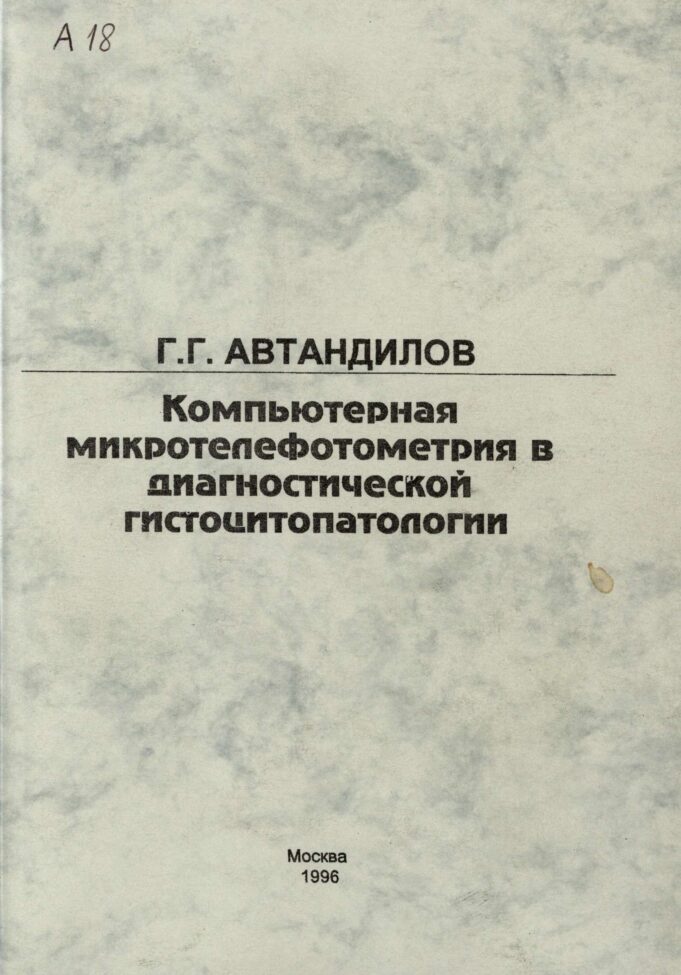 А 18
Г.Г. АВТАНДИЛОВ
Компьютерная
микротелефотометрия в
диагностической
гистоцитопатологии
Москва
1996